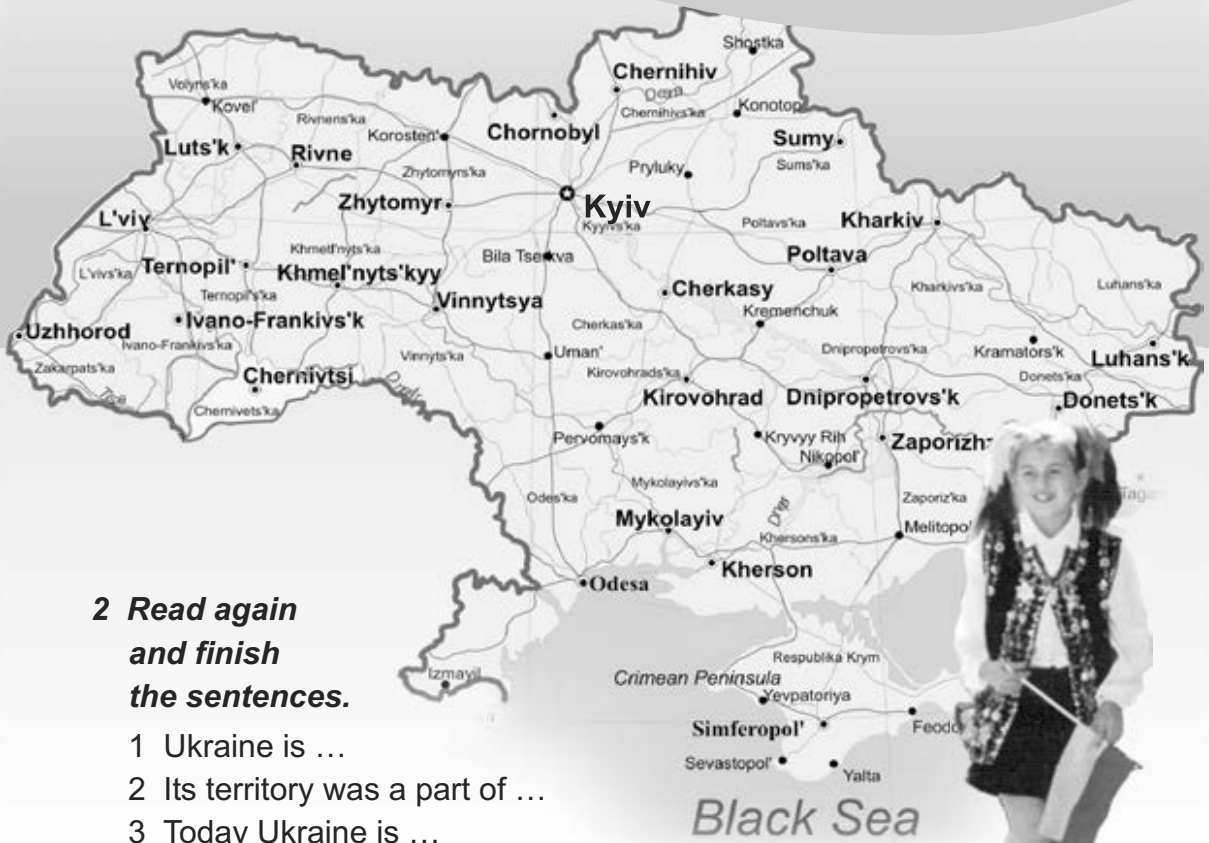 Shostka
Chernihiv
Desna
Volyns'ka
Kovel'
Chernihivs'ka
Konotop
Rivnens'ka
Korosten'
Chornobyl
Sumy
Luts'k
Rivne
Pryluky
Sums'ka
Zhytomyrs'ka
Zhytomyr
Kyiv
L'viv
Kyyivs'ka
Poltavs'ka
Kharkiv
Khmel'nyts'ka
Bila Tserkva
Poltava
L'vivs'ka
Ternopil'
Khmel'nyts'kyy
Kharkivs'ka
Luhans'ka
Ternopil's'ka
Vinnytsya
Cherkasy
Kremenchuk
Uzhhorod
Ivano-Frankivs'k
Cherkas'ka
Ivano-Frankivs'ka
Vinnyts'ka
Uman'
Dnipropetrovs'ka
Kramators'k
Luhans'k
Zakarpats'ka
Chernivtsi
Kirovohrads'ka
Donets'ka
Chernivets'ka
Kirovohrad
Dnipropetrovs'k
Donets'k
Pervomays'k
Kryvyy Rih
Zaporizh
Nikopol'
Mykolayivs'ka
Odes'ka
Zaporiz'ka
Mykolayiv
Khersons'ka
Melitopol'
Kherson
Odesa
2 Read again
and finish
the sentences.
Respublika Krym
Izmayil
Crimean Peninsula
Yevpatoriya
Simferopol'
Feodo
Sevastopol'
Yalta
1 Ukraine is …
2 Its territory was a part of …
3 Today Ukraine is …
Black Sea